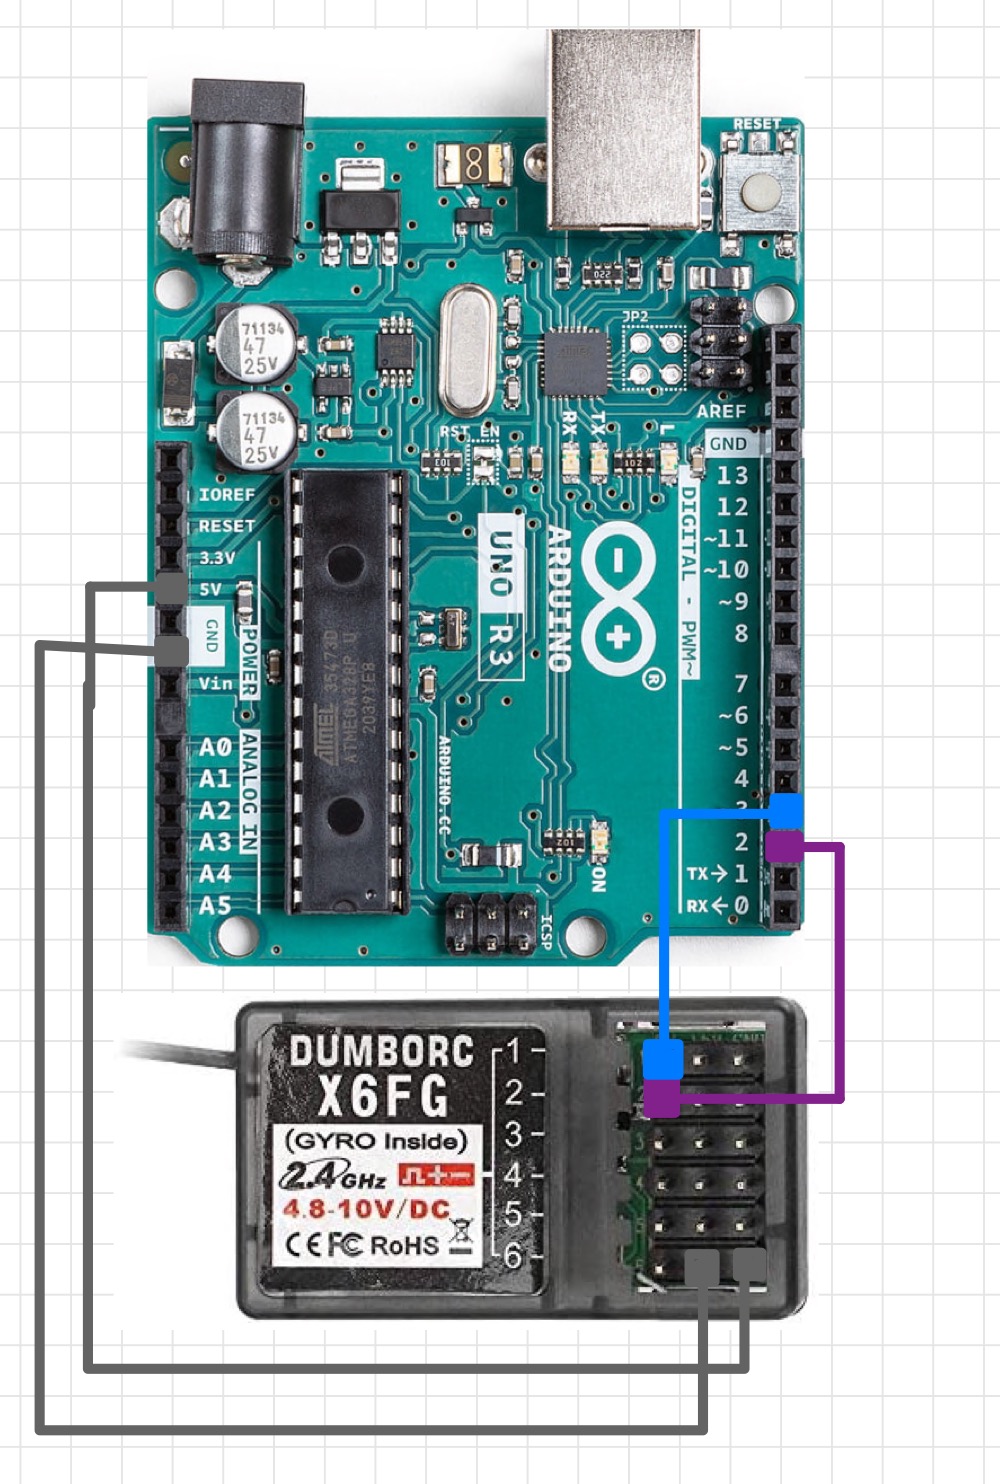 RESET
71134
47
25V
JP2
220
AREF
71134
47
25V
RX
TX
L
RST EN
103
102
GND
13
12
~11
~10
~9
8
7
~6
~5
4
2
TX→1
RX←0
DIGITAL - PWM~
IOREF
RESET
3.3V
5V
GND
Vin
POWER
A0
A1
A2
A3
A4
A5
ANALOG IN
UNO R3
ARDUINO
®
ATMEL 35473D
ATMEGA328P U
2039YE8
ARDUINO.CC
102
ON
ICSP
DUMBORC
X6FG
(GYRO Inside)
2.4GHz
4.8-10V/DC
CE FC RoHS
1
2
3
4
5
6